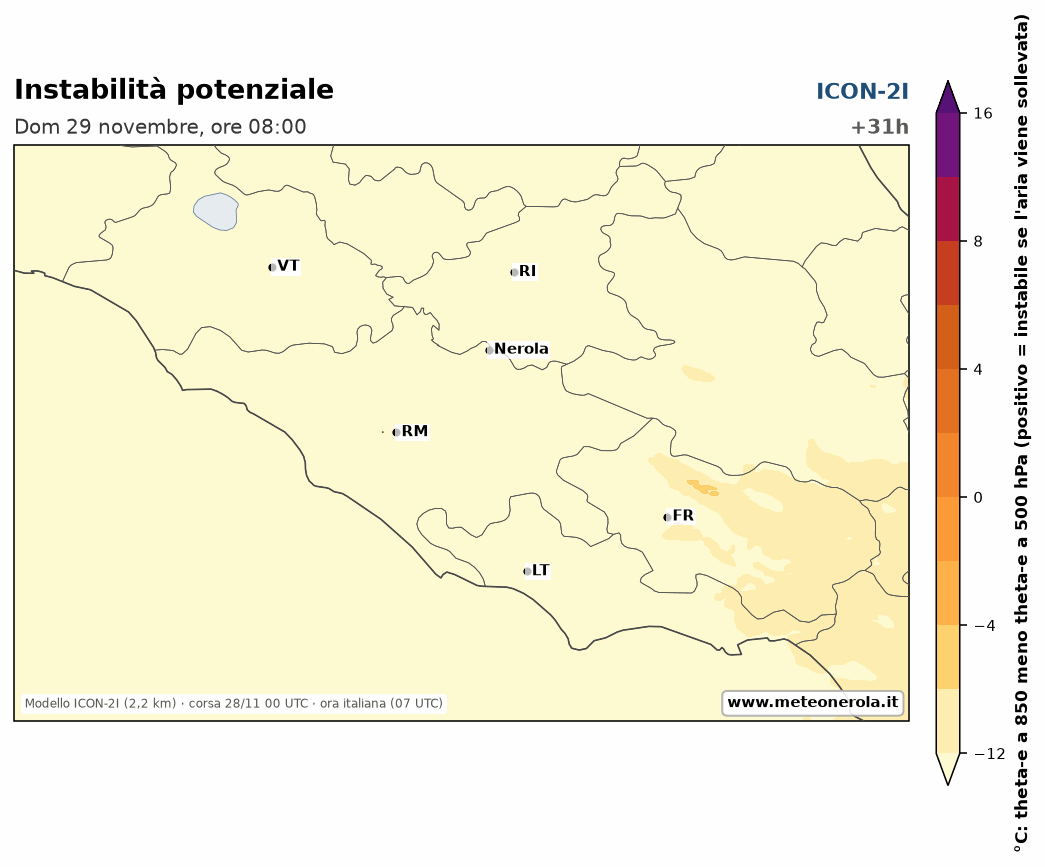 Instabilità potenziale
ICON-2I
Dom 29 novembre, ore 08:00
+31h
VT
RI
Nerola
RM
FR
LT
Modello ICON-2I (2,2 km) · corsa 28/11 00 UTC · ora italiana (07 UTC)
www.meteonerola.it
16
8
4
0
−4
−12
°C: theta-e a 850 meno theta-e a 500 hPa (positivo = instabile se l'aria viene sollevata)